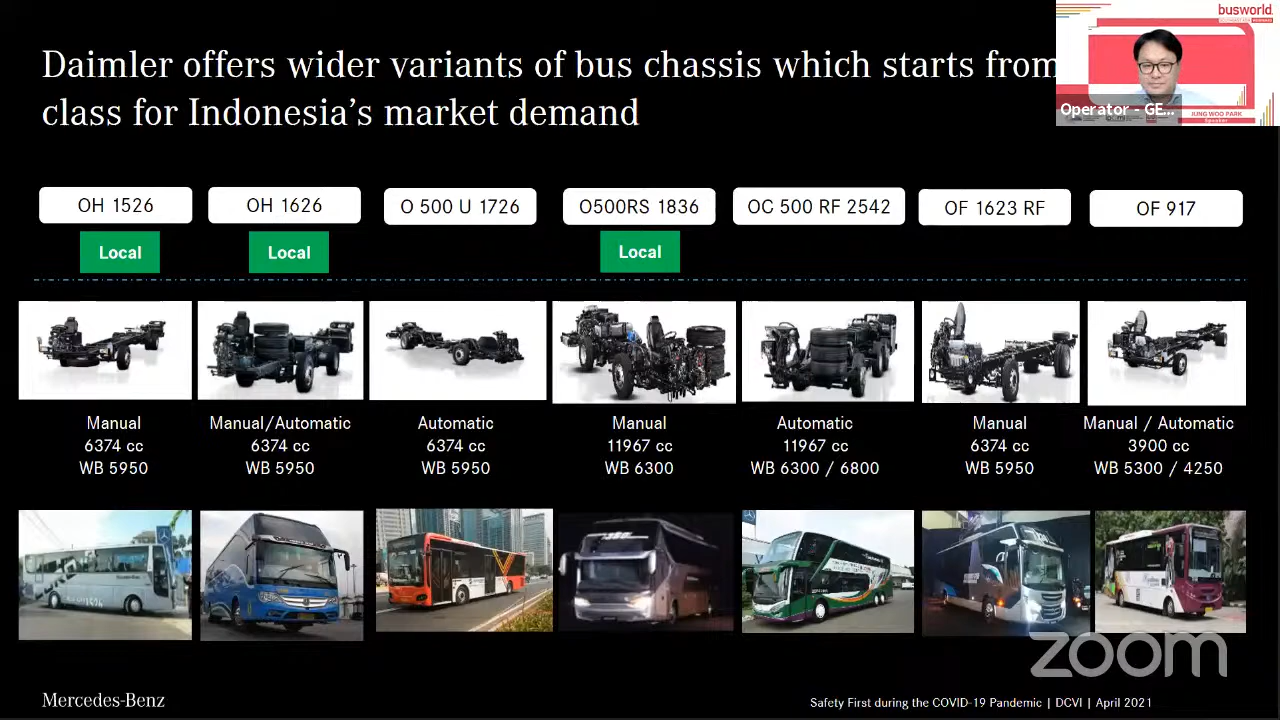 busworld.
Daimler offers wider variants of bus chassis which starts from
class for Indonesia's market demand
Operator - GE...
JUNG WOO PARK
Speaker
OH 1526
OH 1626
O 500 U 1726
O500RS 1836
OC 500 RF 2542
OF 1623 RF
OF 917
Local
Local
Local
Manual
6374 cc
WB 5950
Manual/Automatic
6374 cc
WB 5950
Automatic
6374 cc
WB 5950
Manual
11967 cc
WB 6300
Automatic
11967 cc
WB 6300 / 6800
Manual
6374 cc
WB 5950
Manual / Automatic
3900 cc
WB 5300 / 4250
zoom
Mercedes-Benz
Safety First during the COVID-19 Pandemic | DCVI | April 2021